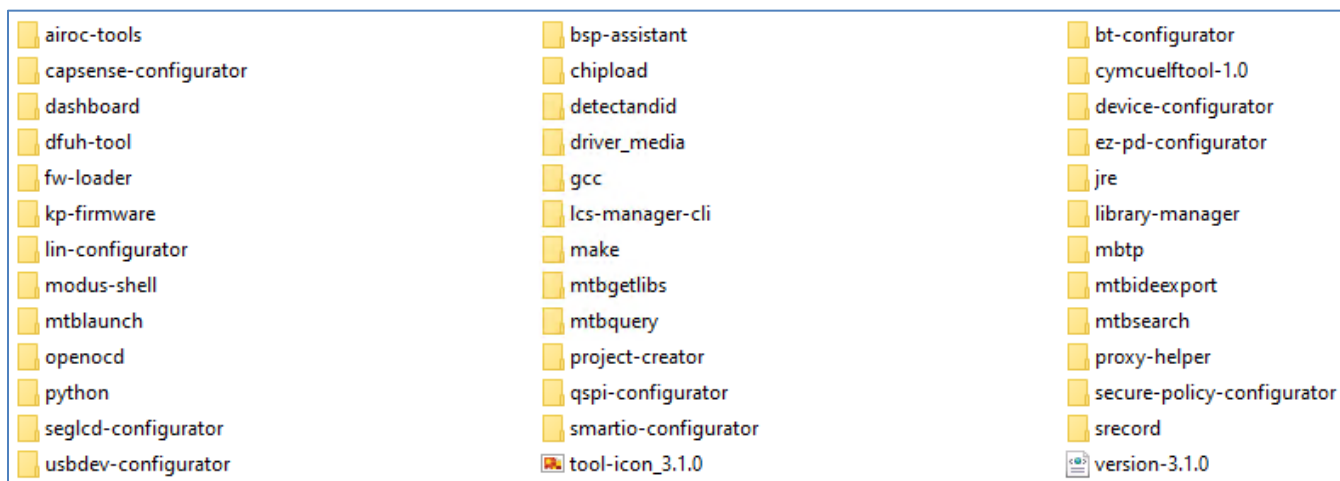 airoc-tools bsp-assistant bt-configurator
capsense-configurator chipload cymcuelftool-1.0
dashboard detectandid device-configurator
dfuh-tool driver_media ez-pd-configurator
fw-loader gcc jre
kp-firmware lcs-manager-cli library-manager
lin-configurator make mbtp
modus-shell mtbgetlibs mtbideexport
mtblaunch mtbquery mtbsearch
openocd project-creator proxy-helper
python qspi-configurator secure-policy-configurator
seglcd-configurator smartio-configurator srecord
usbdev-configurator tool-icon_3.1.0 version-3.1.0